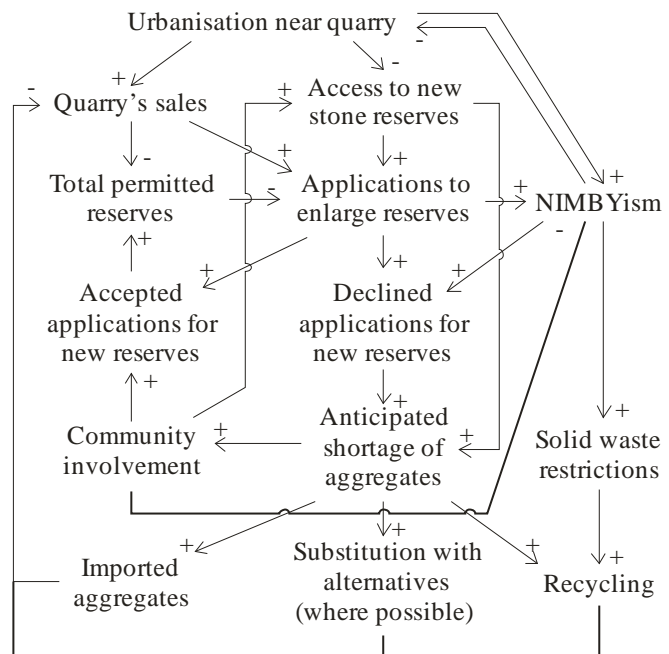 Urbanisation near quarry
-
-
-
+
Quarry's sales
Access to new
stone reserves
+
+
+
-
Total permitted
reserves
-
+
Applications to
enlarge reserves
+
+
NIMBYism
-
+
Accepted
applications for
new reserves
+
+
Declined
applications for
new reserves
+
+
Community
involvement
+
+
Anticipated
shortage of
aggregates
+
+
Solid waste
restrictions
+
Imported
aggregates
+
Substitution with
alternatives
(where possible)
+
+
Recycling